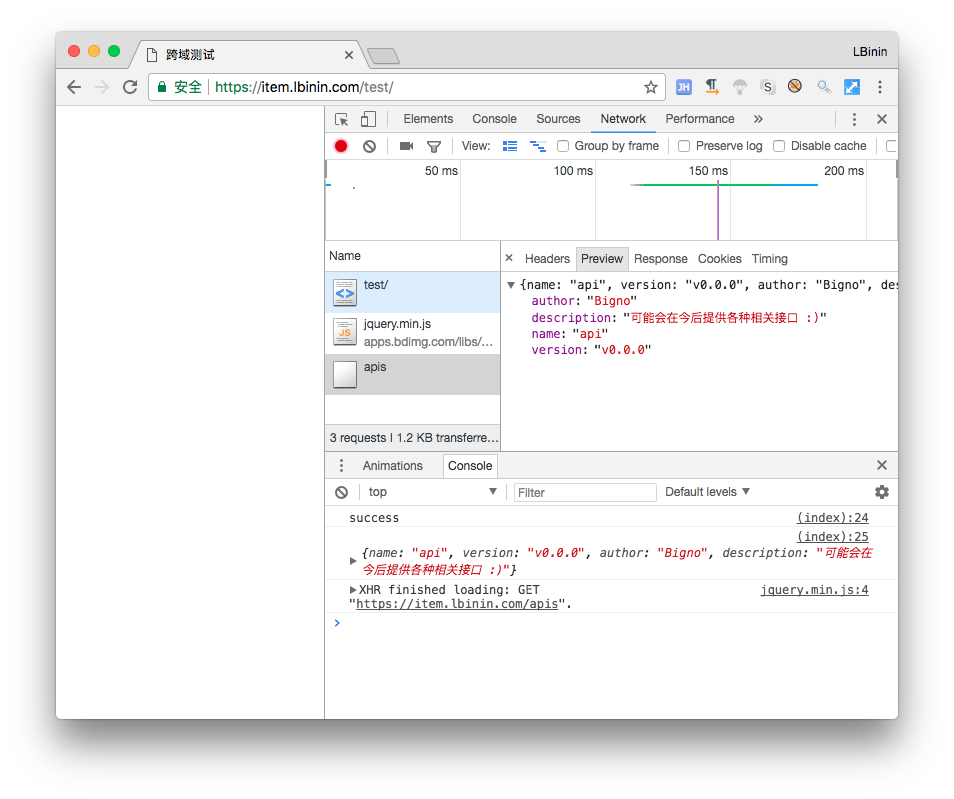 跨域测试
LBinin
安全 https://item.lbinin.com/test/
JH S
Elements Console Sources Network Performance »
View: Group by frame Preserve log Disable cache
50 ms 100 ms 150 ms 200 ms
Name
Headers Preview Response Cookies Timing
test/
jquery.min.js
JS
apps.bdimg.com/libs/…
apis
{name: "api", version: "v0.0.0", author: "Bigno", des
author: "Bigno"
description: "可能会在今后提供各种相关接口 :)"
name: "api"
version: "v0.0.0"
3 requests | 1.2 KB transferre…
Animations Console
top Filter Default levels
success (index):24
(index):25
{name: "api", version: "v0.0.0", author: "Bigno", description: "可能会在
今后提供各种相关接口 :)"}
XHR finished loading: GET jquery.min.js:4
"https://item.lbinin.com/apis".